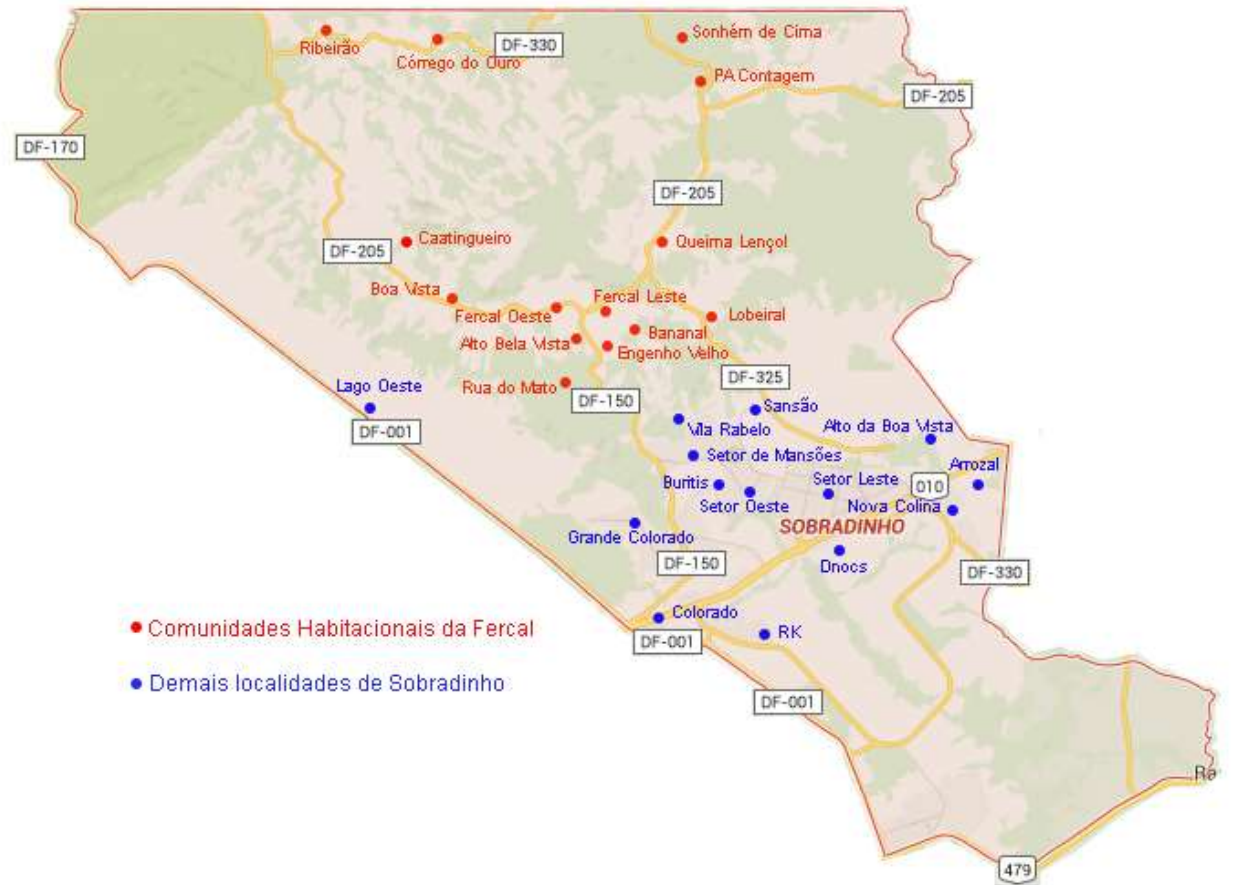 Sonhém de Cima
Ribeirão
DF-330
Córrego do Ouro
PA Contagem
DF-205
DF-170
DF-205
Caatingueiro
DF-205
Queima Lençol
Boa Vista
Fercal Leste
Fercal Oeste
Lobeiral
Bananal
Alto Bela Vista
Engenho Velho
DF-325
Lago Oeste
Rua do Mato
DF-150
Sansão
DF-001
Vila Rabelo
Alto da Boa Vista
Setor de Mansões
Arrozal
Buritis
Setor Leste
010
Setor Oeste
Nova Colina
SOBRADINHO
Grande Colorado
DF-150
Dnocs
DF-330
Colorado
Comunidades Habitacionais da Fercal
DF-001
RK
Demais localidades de Sobradinho
DF-001
Ra
479